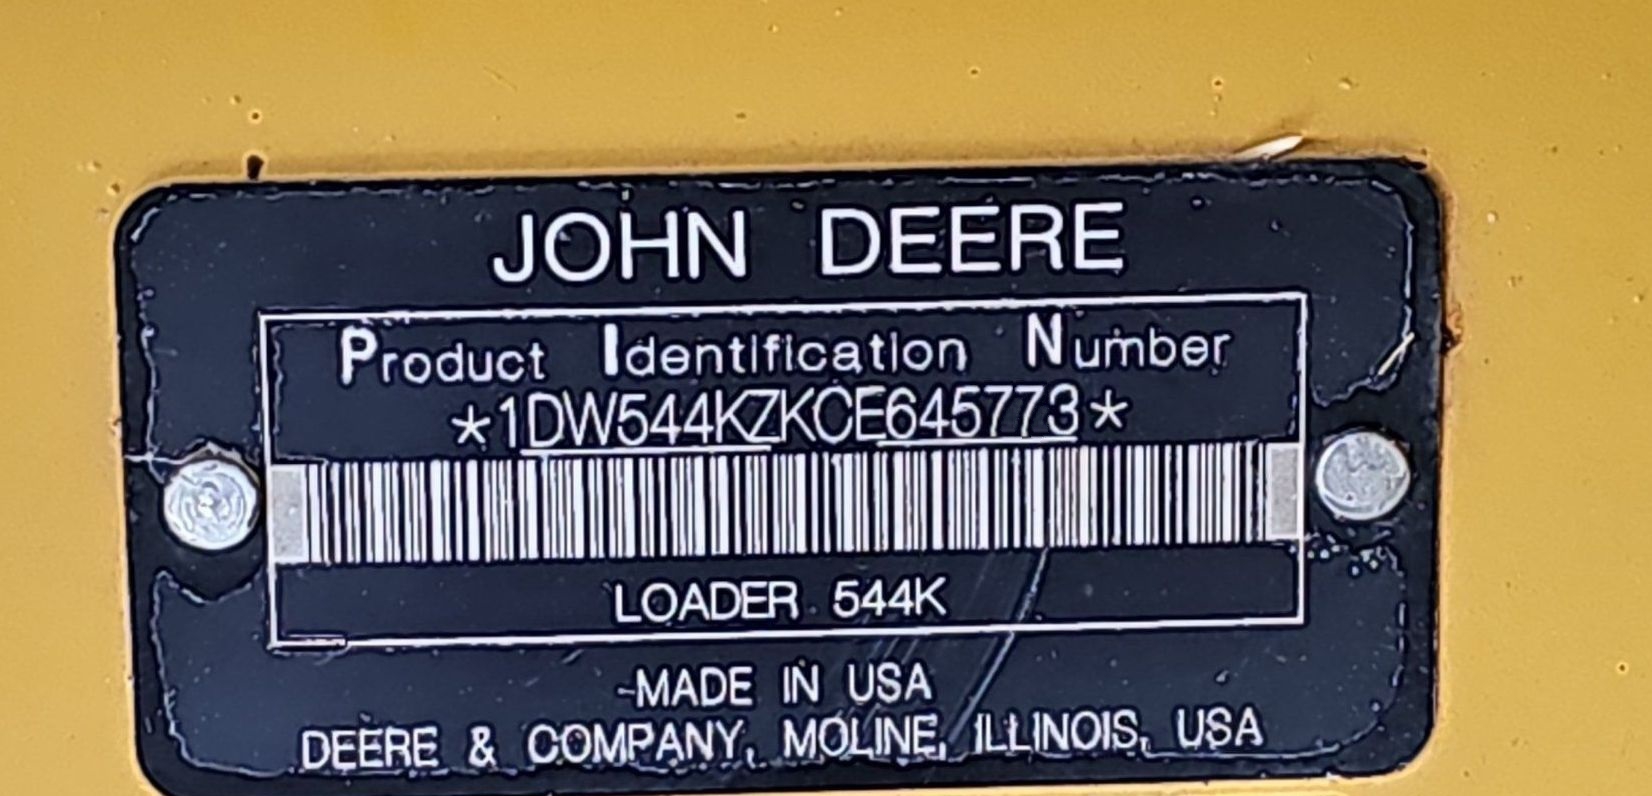 JOHN DEERE
Product Identification Number
*1DW544KZKCE645773*
LOADER 544K
MADE IN USA
DEERE & COMPANY, MOLINE, ILLINOIS, USA